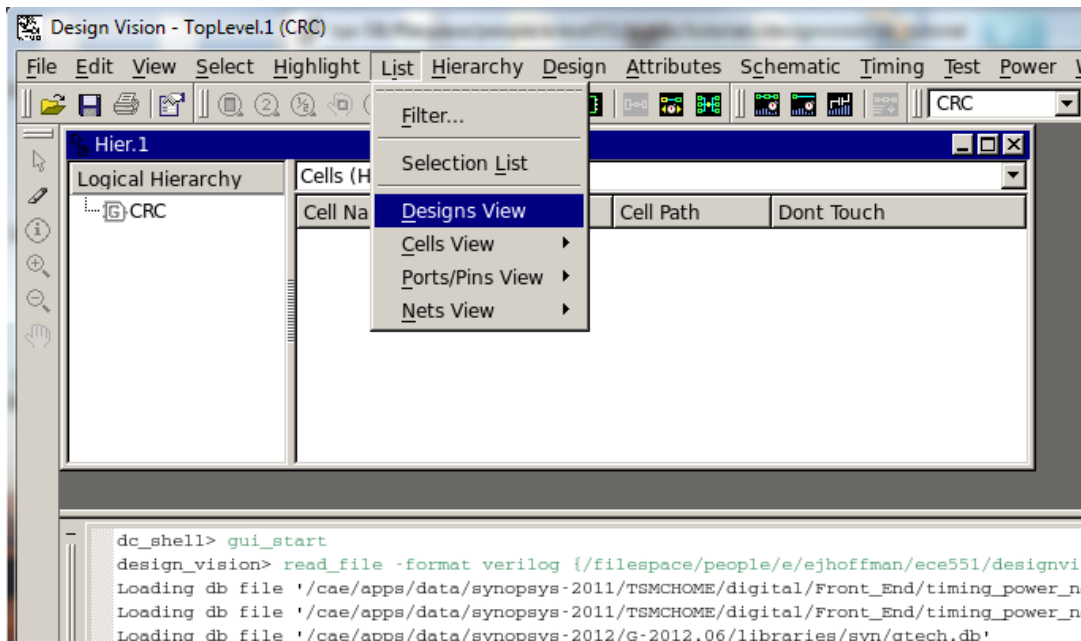 Design Vision - TopLevel.1 (CRC)
File Edit View Select Highlight List Hierarchy Design Attributes Schematic Timing Test Power
CRC
Hier.1
Logical Hierarchy
Cells (H
CRC
Cell Na
Cell Path
Dont Touch
Filter...
Selection List
Designs View
Cells View
Ports/Pins View
Nets View
dc_shell> gui_start
design_vision> read_file -format verilog {/filespace/people/e/ejhoffman/ece551/designvi
Loading db file '/cae/apps/data/synopsys-2011/TSMCHOME/digital/Front_End/timing_power_n
Loading db file '/cae/apps/data/synopsys-2011/TSMCHOME/digital/Front_End/timing_power_n
Loading db file '/cae/apps/data/synopsys-2012/G-2012.06/libraries/syn/gtech.db'